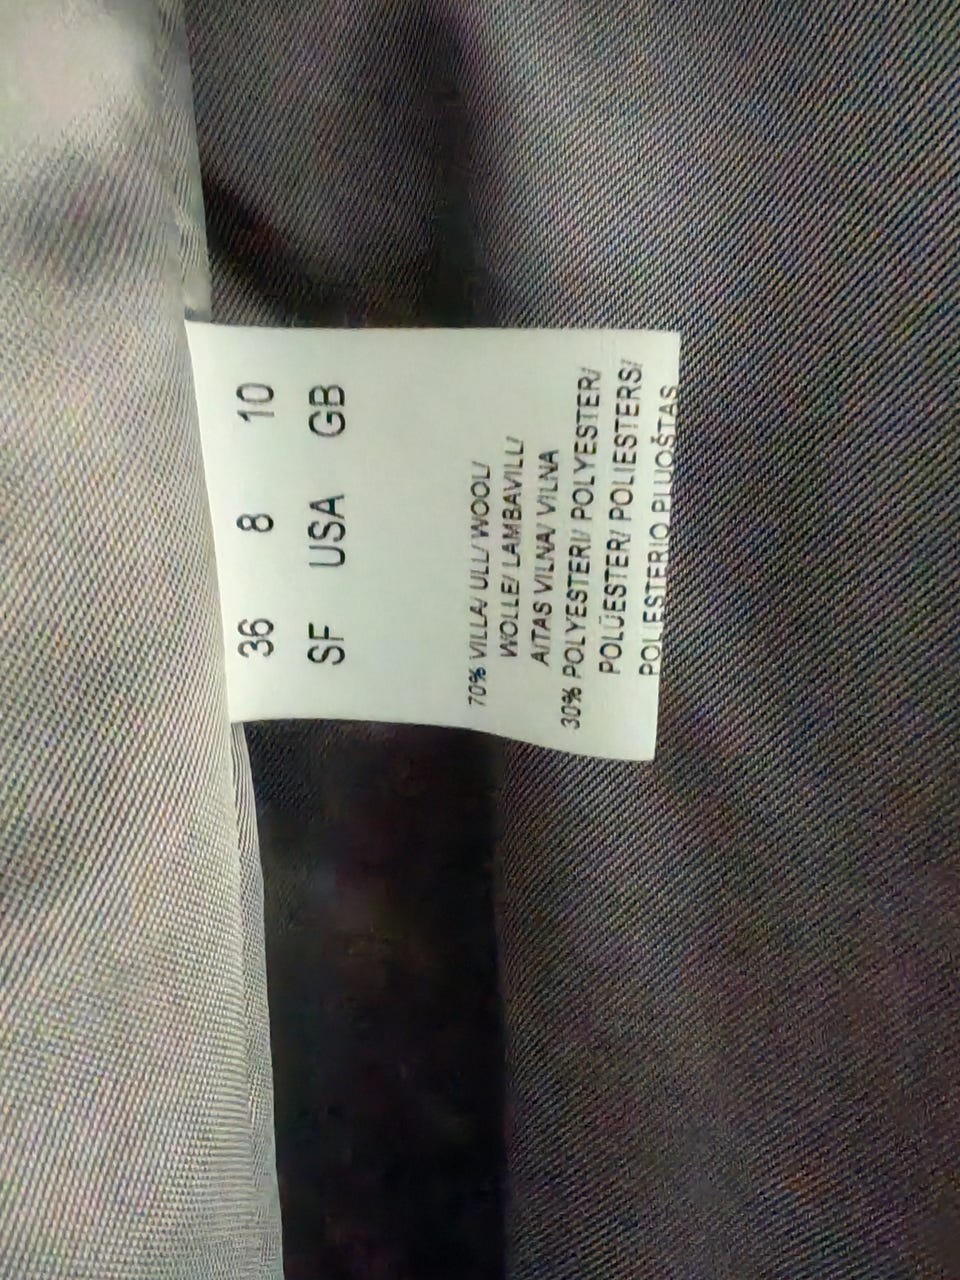 36 8 10
SF USA GB
70% VILLA/ ULL/ WOOL/
WOLLE/ LAMBAVILL/
AITAS VILNA/ VILNA
30% POLYESTERI/ POLYESTER/
POLÜESTER/ POLIESTERS/
POLIESTERIO PLUOŠTAS